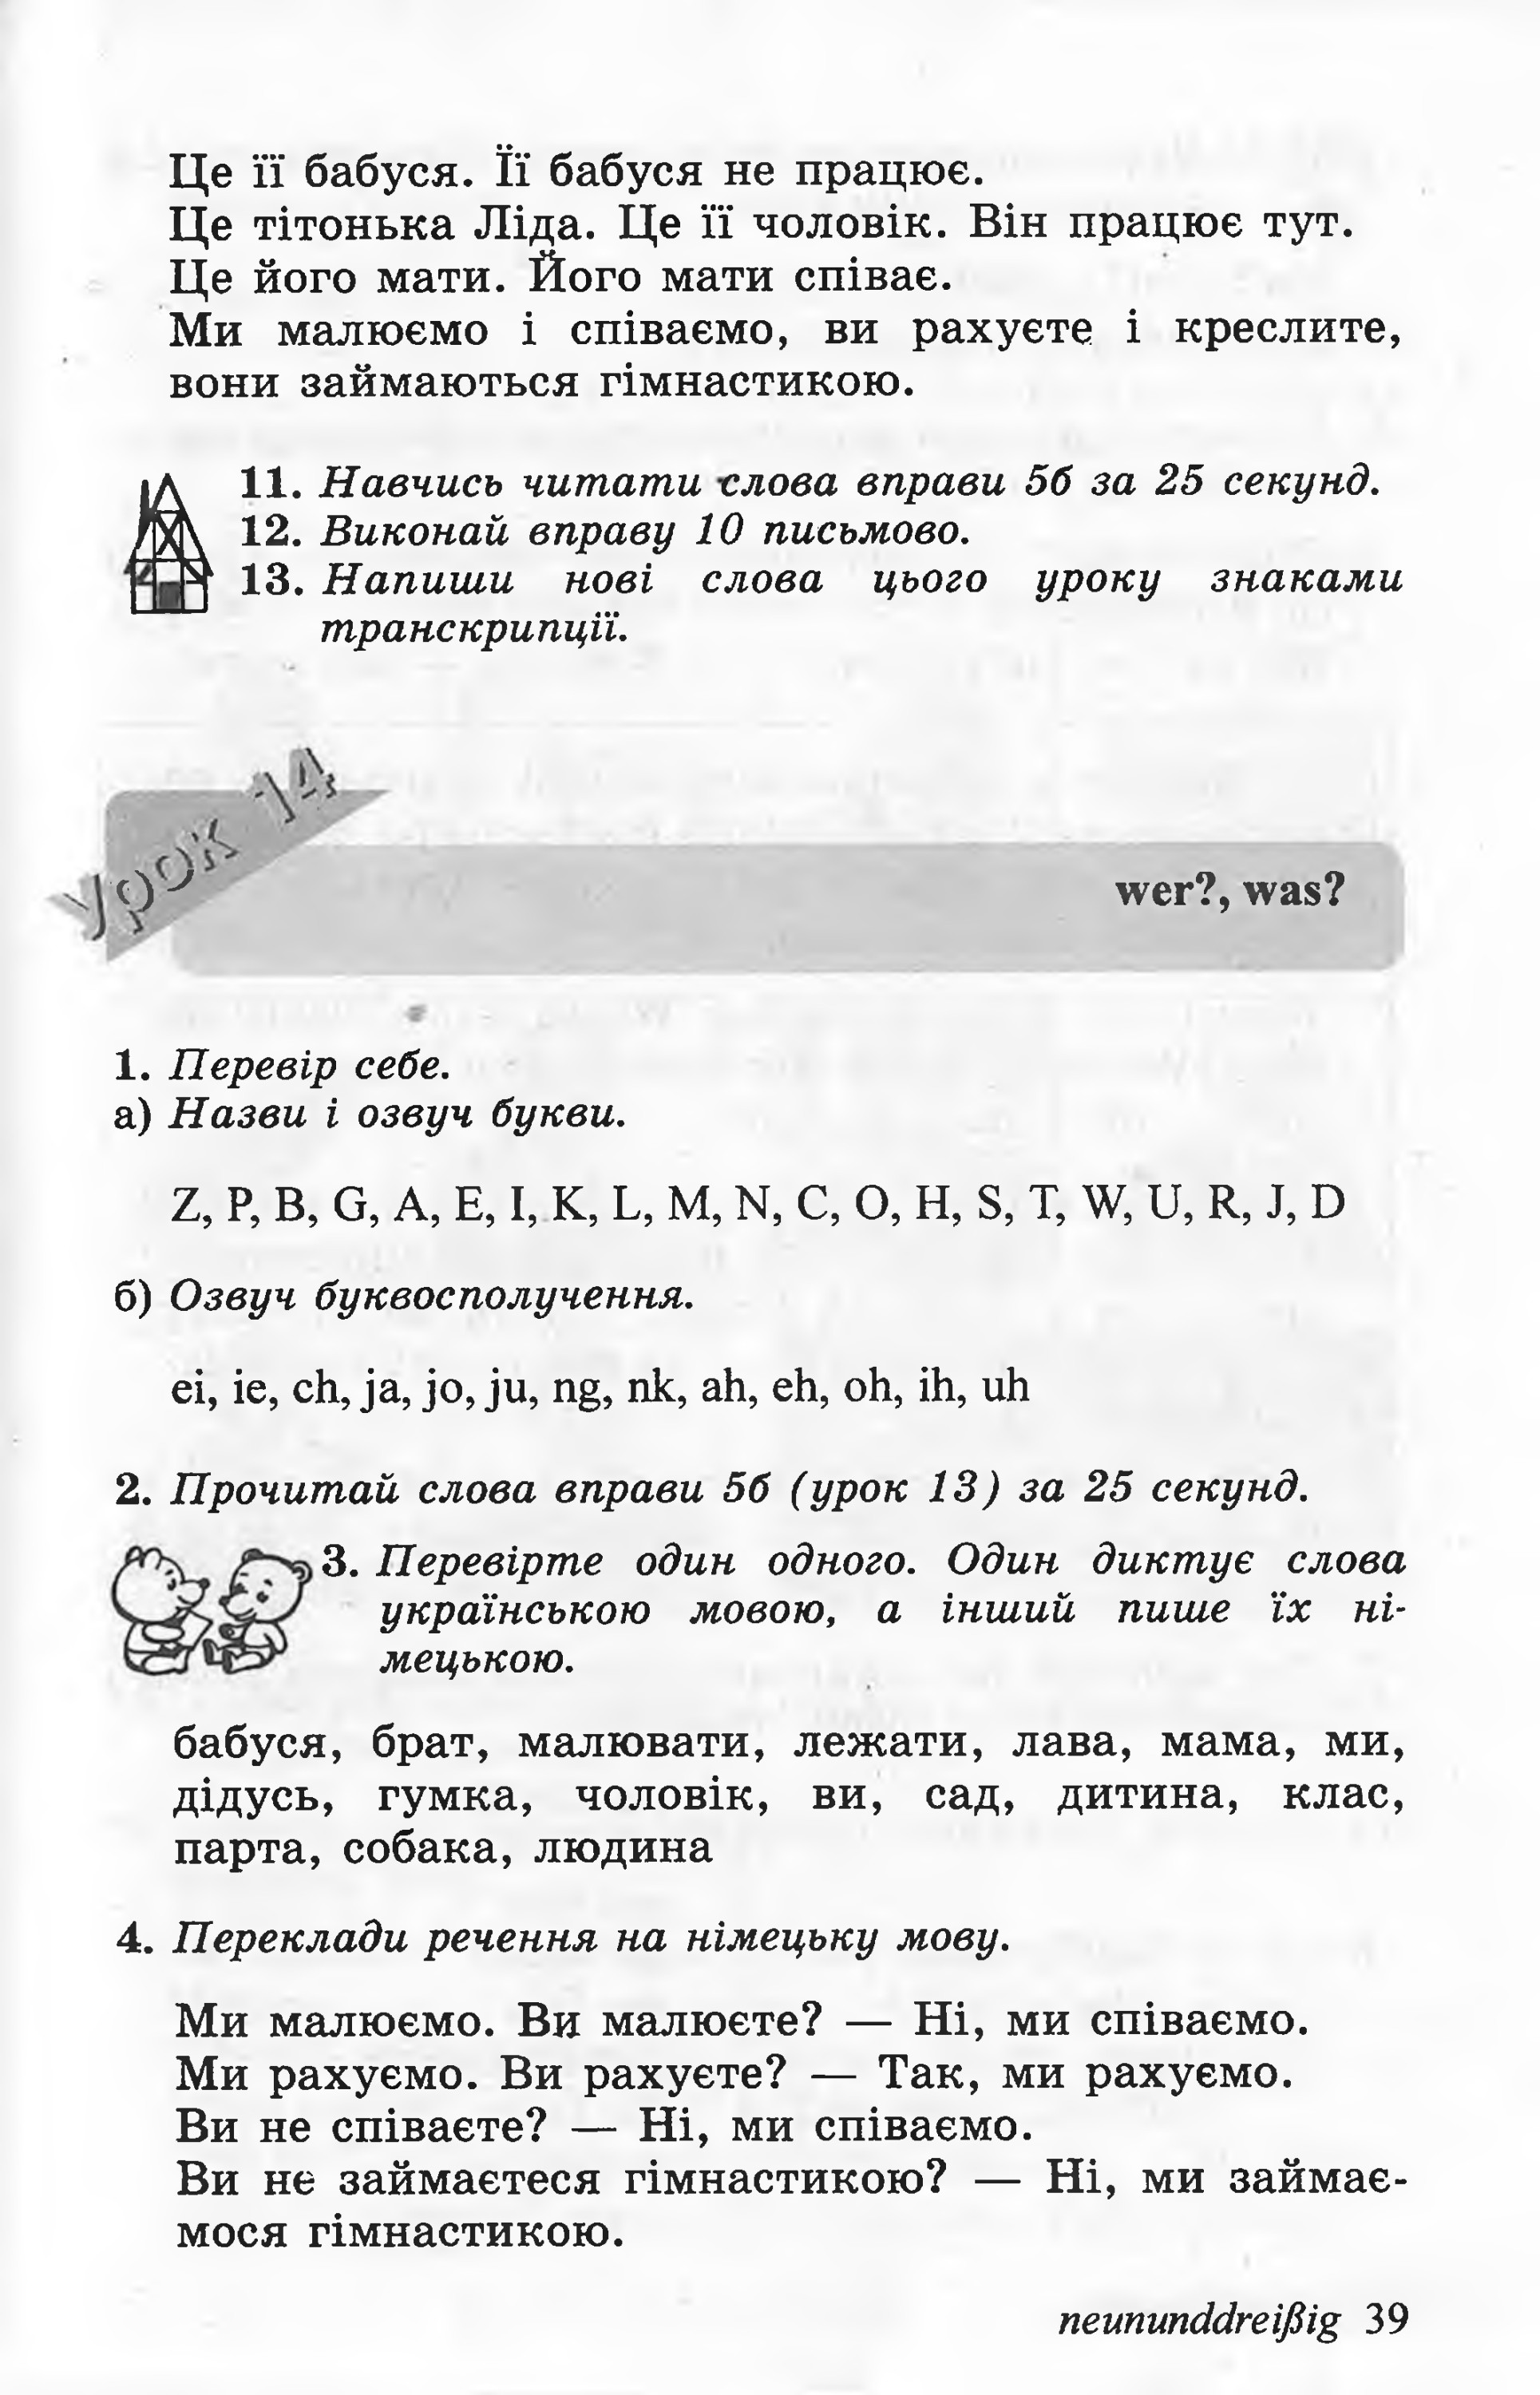 Це її бабуся. Її бабуся не працює.
Це тітонька Ліда. Це її чоловік. Він працює тут.
Це його мати. Його мати співає.
Ми малюємо і співаємо, ви рахуєте і креслите,
вони займаються гімнастикою.
11. Навчись читати слова вправи 5б за 25 секунд.
12. Виконай вправу 10 письмово.
13. Напиши нові слова цього уроку знаками
транскрипції.
Урок 14
wer?, was?
1. Перевір себе.
а) Назви і озвуч букви.
Z, P, B, G, A, E, I, K, L, M, N, C, O, H, S, T, W, U, R, J, D
б) Озвуч буквосполучення.
ei, ie, ch, ja, jo, ju, ng, nk, ah, eh, oh, ih, uh
2. Прочитай слова вправи 5б (урок 13) за 25 секунд.
3. Перевірте один одного. Один диктує слова
українською мовою, а інший пише їх ні-
мецькою.
бабуся, брат, малювати, лежати, лава, мама, ми,
дідусь, гумка, чоловік, ви, сад, дитина, клас,
парта, собака, людина
4. Переклади речення на німецьку мову.
Ми малюємо. Ви малюєте? — Ні, ми співаємо.
Ми рахуємо. Ви рахуєте? — Так, ми рахуємо.
Ви не співаєте? — Ні, ми співаємо.
Ви не займаєтеся гімнастикою? — Ні, ми займає-
мося гімнастикою.
neununddreißig 39